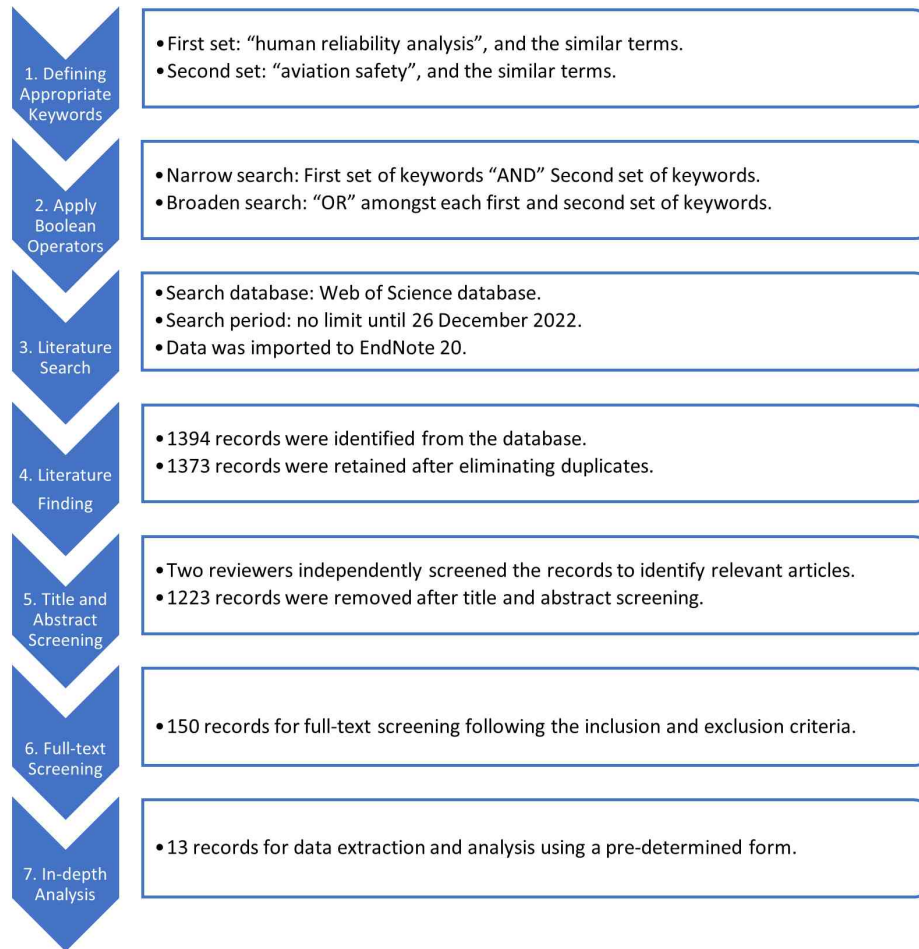 1. Defining
Appropriate
Keywords
•First set: “human reliability analysis”, and the similar terms.
•Second set: “aviation safety”, and the similar terms.
2. Apply
Boolean
Operators
•Narrow search: First set of keywords “AND” Second set of keywords.
•Broaden search: “OR” amongst each first and second set of keywords.
3. Literature
Search
•Search database: Web of Science database.
•Search period: no limit until 26 December 2022.
•Data was imported to EndNote 20.
4. Literature
Finding
•1394 records were identified from the database.
•1373 records were retained after eliminating duplicates.
5. Title and
Abstract
Screening
•Two reviewers independently screened the records to identify relevant articles.
•1223 records were removed after title and abstract screening.
6. Full-text
Screening
•150 records for full-text screening following the inclusion and exclusion criteria.
7. In-depth
Analysis
•13 records for data extraction and analysis using a pre-determined form.